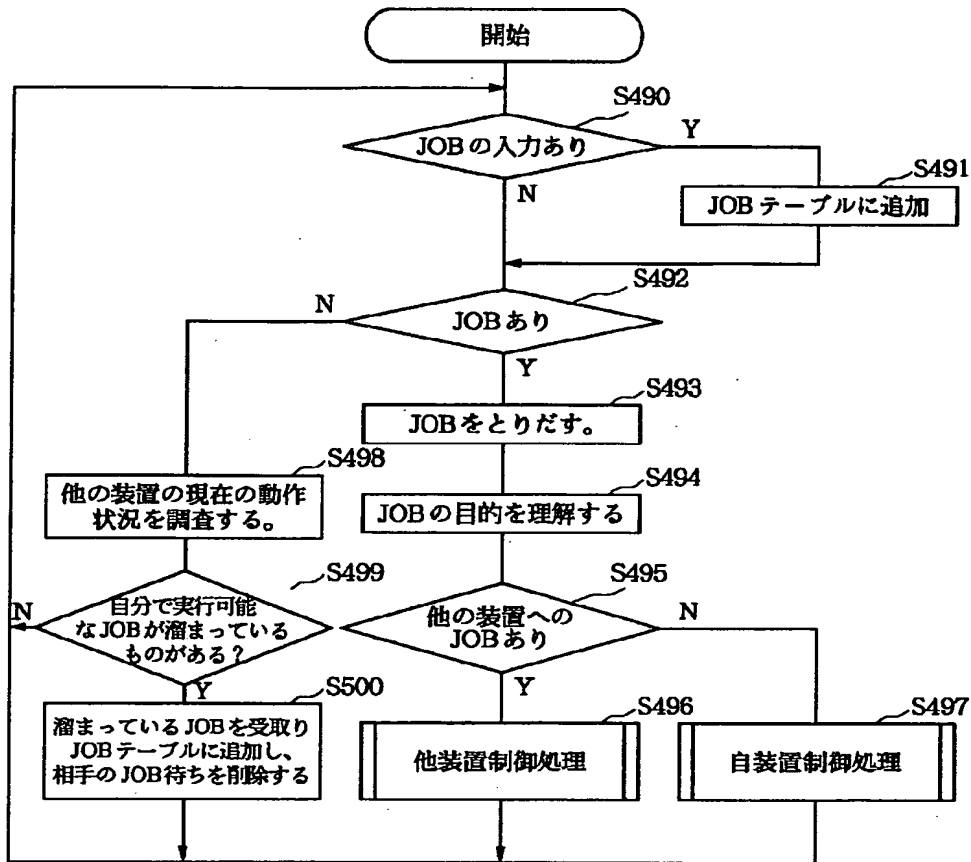 開始
S490
JOBの入力あり
Y
N
S491
JOBテーブルに追加
S492
JOBあり
N
Y
S493
JOBをとりだす。
S498
他の装置の現在の動作
状況を調査する。
S494
JOBの目的を理解する
S499
自分で実行可能
なJOBが溜まっている
ものがある?
N
Y
S495
他の装置への
JOBあり
N
Y
S500
溜まっているJOBを受取り
JOBテーブルに追加し、
相手のJOB待ちを削除する
S496
他装置制御処理
S497
自装置制御処理